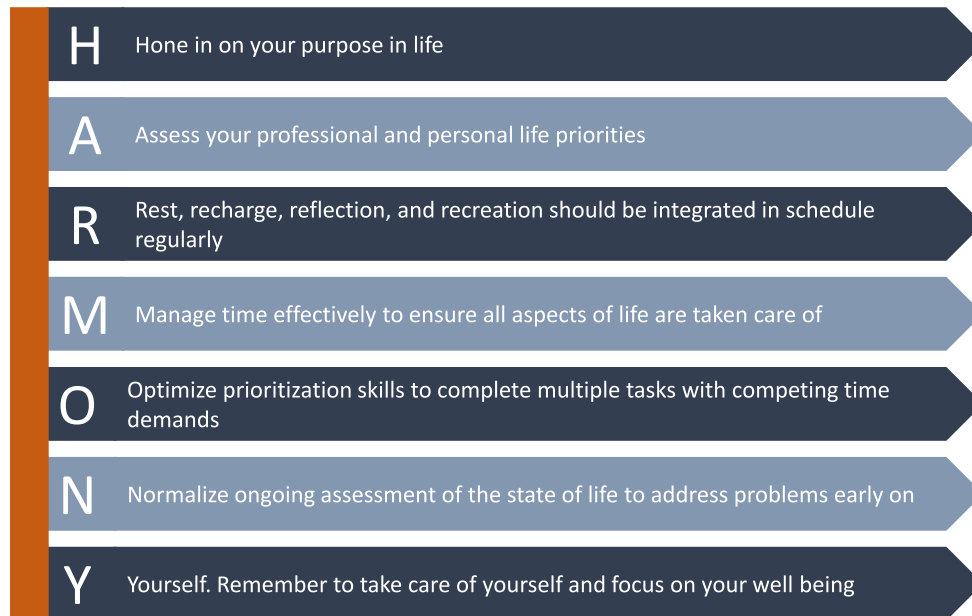 H
Hone in on your purpose in life
A
Assess your professional and personal life priorities
R
Rest, recharge, reflection, and recreation should be integrated in schedule
regularly
M
Manage time effectively to ensure all aspects of life are taken care of
O
Optimize prioritization skills to complete multiple tasks with competing time
demands
N
Normalize ongoing assessment of the state of life to address problems early on
Y
Yourself. Remember to take care of yourself and focus on your well being